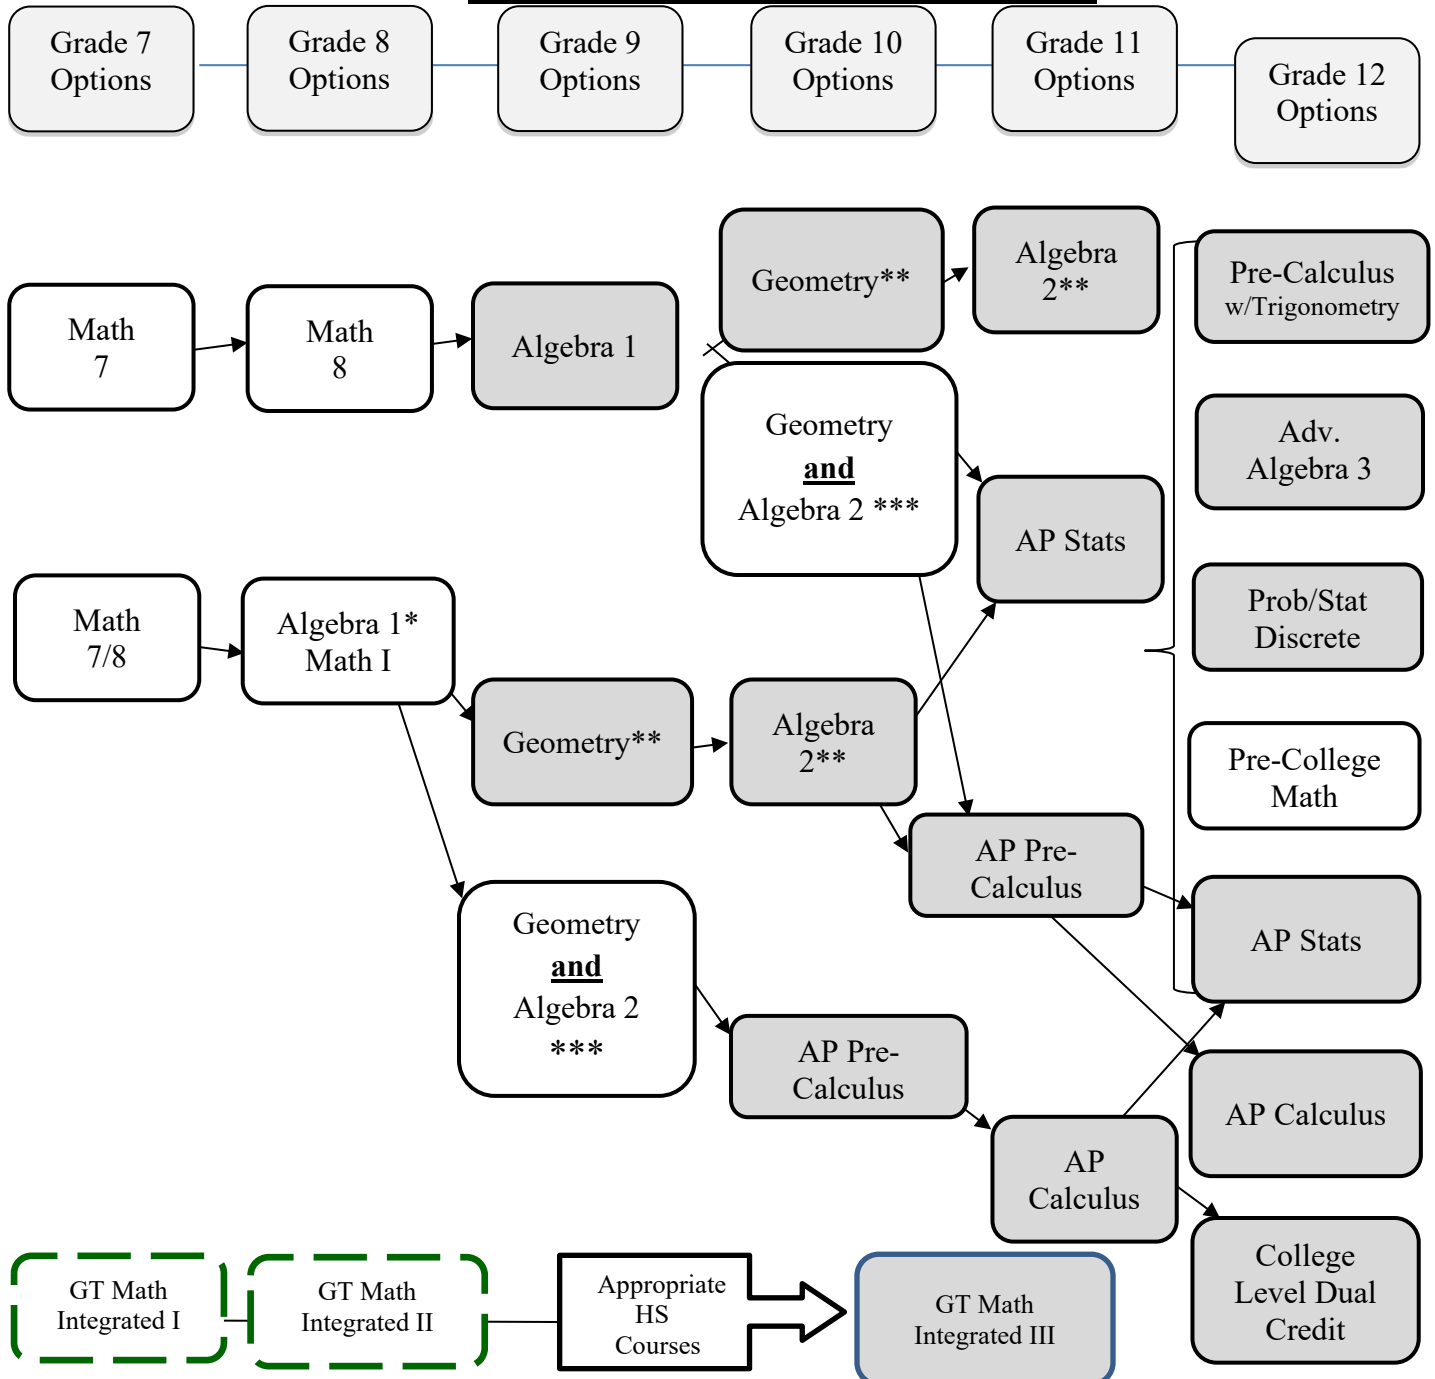 Grade 7
Options
Grade 8
Options
Grade 9
Options
Grade 10
Options
Grade 11
Options
Grade 12
Options
Math
7
Math
8
Algebra 1
Geometry**
Algebra
2**
Pre-Calculus
w/Trigonometry
Geometry
and
Algebra 2 ***
Adv.
Algebra 3
AP Stats
Prob/Stat
Discrete
Math
7/8
Algebra 1*
Math I
Geometry**
Algebra
2**
Pre-College
Math
AP Pre-
Calculus
AP Stats
Geometry
and
Algebra 2
***
AP Pre-
Calculus
AP Calculus
AP
Calculus
College
Level Dual
Credit
GT Math
Integrated I
GT Math
Integrated II
Appropriate
HS
Courses
GT Math
Integrated III